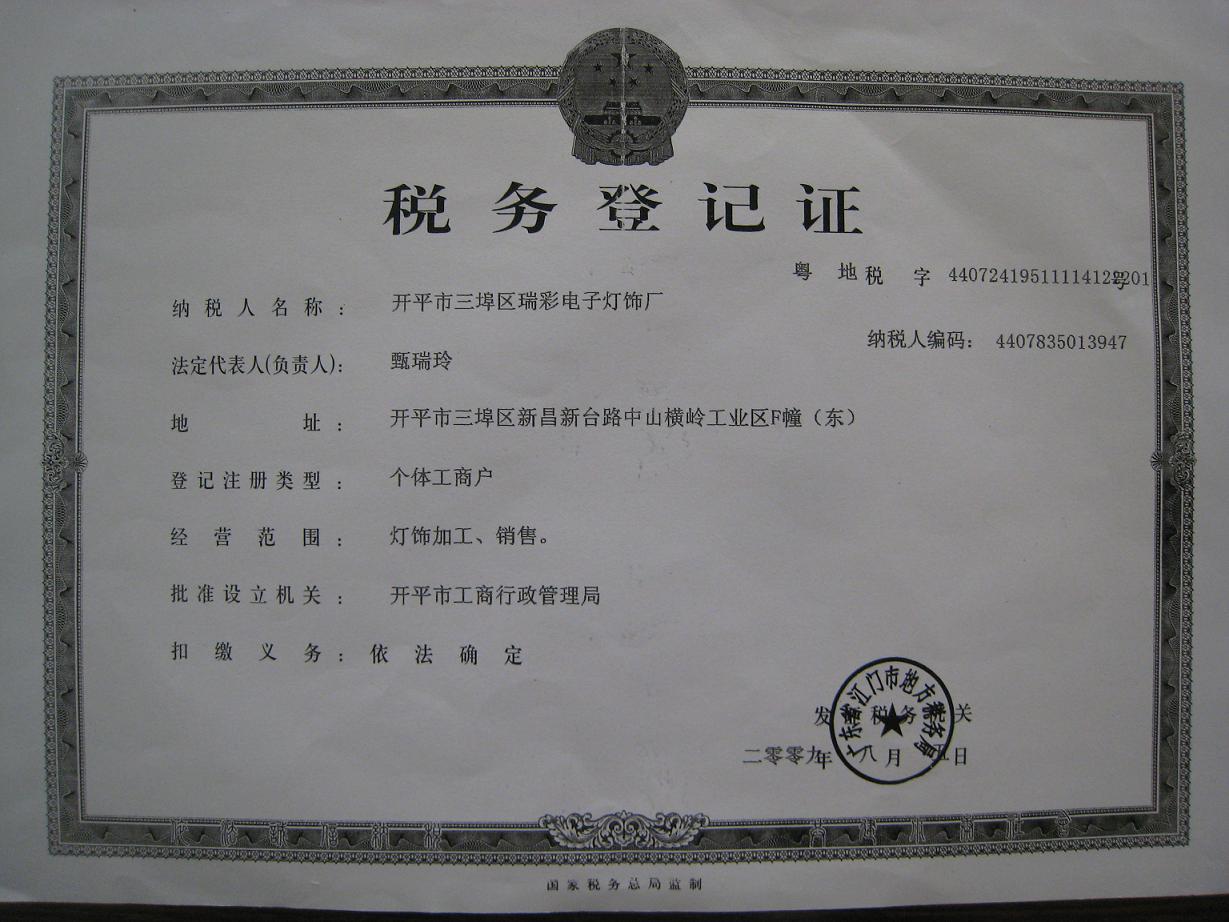 税务登记证
粤地税字 440724195111141222201号
纳税人名称：开平市三埠区瑞彩电子灯饰厂
纳税人编码：4407835013947
法定代表人(负责人)：甄瑞玲
地址：开平市三埠区新昌新台路中山横岭工业区F幢（东）
登记注册类型：个体工商户
经营范围：灯饰加工、销售。
批准设立机关：开平市工商行政管理局
扣缴义务：依法确定
广东省江门市地方税务局
发 税务 关
二零零九年八月 五日
国家税务总局监制